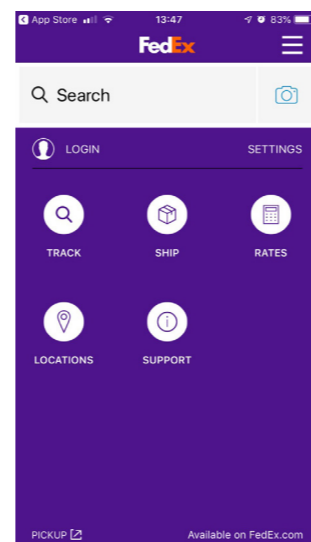 App Store 13:47 83%
FedEx
Search
LOGIN SETTINGS
TRACK SHIP RATES
LOCATIONS SUPPORT
PICKUP Available on FedEx.com